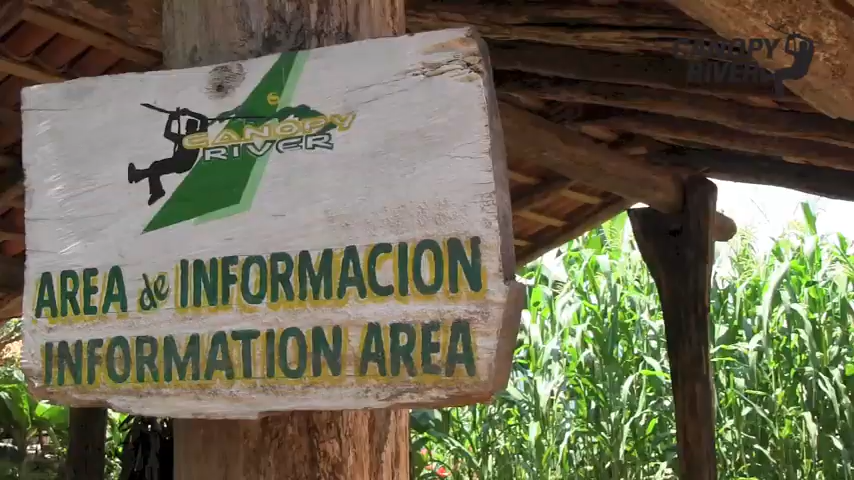 CANOPY
RIVER
CANOPY
RIVER
AREA de INFORMACION
INFORMATION AREA